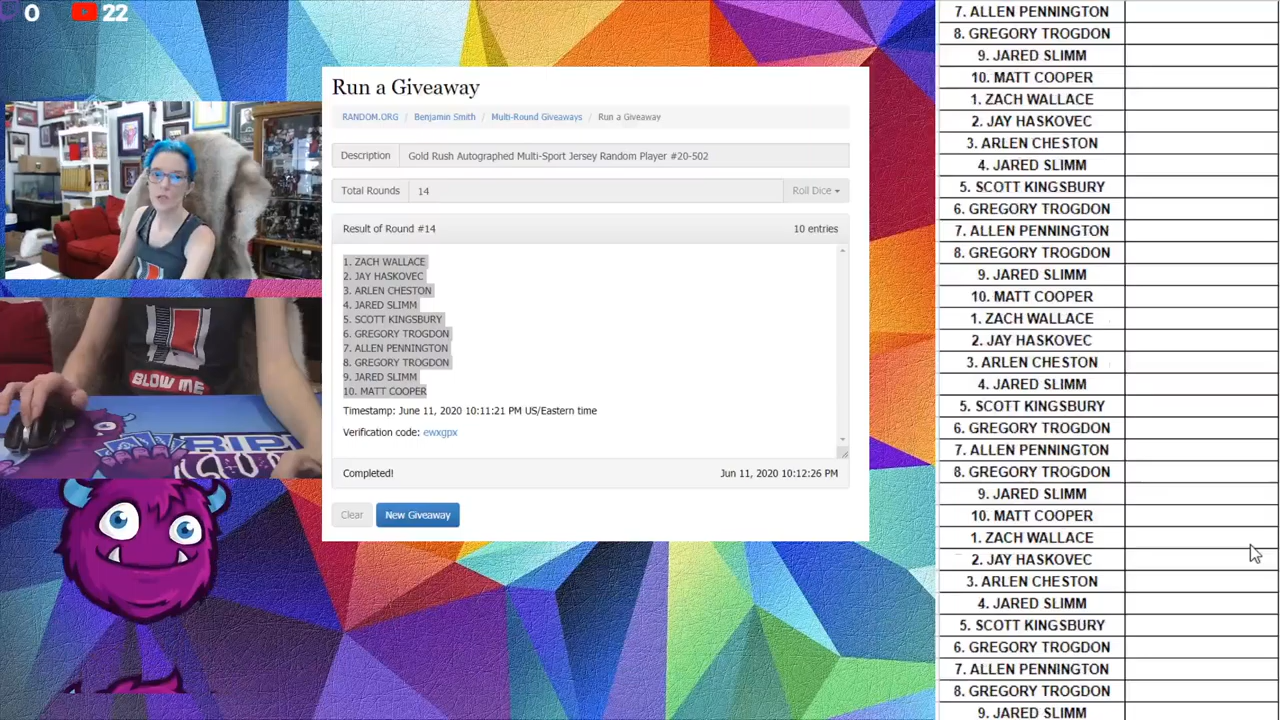 0 22
Run a Giveaway
RANDOM.ORG / Benjamin Smith / Multi-Round Giveaways / Run a Giveaway
Description Gold Rush Autographed Multi-Sport Jersey Random Player #20-502
Total Rounds 14 Roll Dice
Result of Round #14 10 entries
1. ZACH WALLACE
2. JAY HASKOVEC
3. ARLEN CHESTON
4. JARED SLIMM
5. SCOTT KINGSBURY
6. GREGORY TROGDON
7. ALLEN PENNINGTON
8. GREGORY TROGDON
9. JARED SLIMM
10. MATT COOPER
Timestamp: June 11, 2020 10:11:21 PM US/Eastern time
Verification code: ewxgpx
Completed! Jun 11, 2020 10:12:26 PM
Clear New Giveaway
BLOW ME
7. ALLEN PENNINGTON
8. GREGORY TROGDON
9. JARED SLIMM
10. MATT COOPER
1. ZACH WALLACE
2. JAY HASKOVEC
3. ARLEN CHESTON
4. JARED SLIMM
5. SCOTT KINGSBURY
6. GREGORY TROGDON
7. ALLEN PENNINGTON
8. GREGORY TROGDON
9. JARED SLIMM
10. MATT COOPER
1. ZACH WALLACE
2. JAY HASKOVEC
3. ARLEN CHESTON
4. JARED SLIMM
5. SCOTT KINGSBURY
6. GREGORY TROGDON
7. ALLEN PENNINGTON
8. GREGORY TROGDON
9. JARED SLIMM
10. MATT COOPER
1. ZACH WALLACE
2. JAY HASKOVEC
3. ARLEN CHESTON
4. JARED SLIMM
5. SCOTT KINGSBURY
6. GREGORY TROGDON
7. ALLEN PENNINGTON
8. GREGORY TROGDON
9. JARED SLIMM